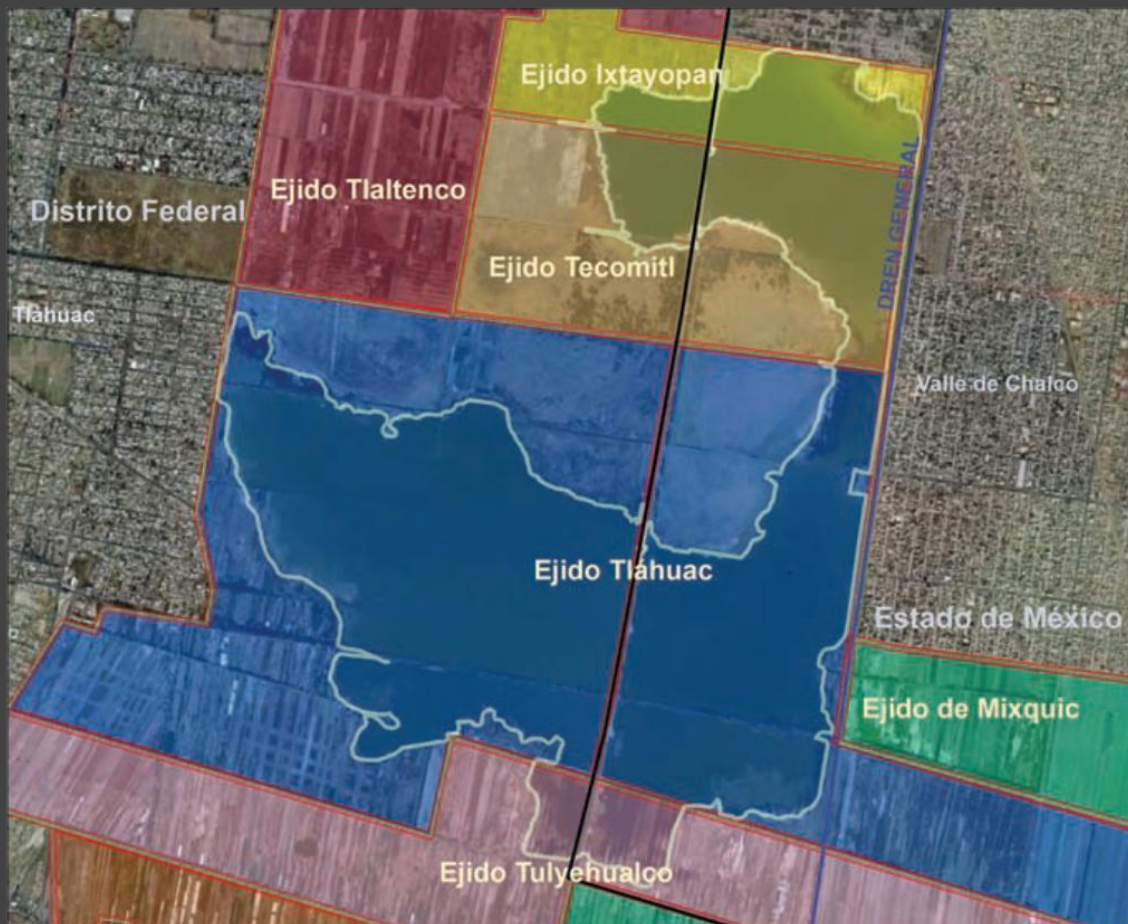 Ejido Ixtayopan
Ejido Tlaltenco
Distrito Federal
DREN GENERAL
Ejido Tecomitl
Tláhuac
Valle de Chalco
Ejido Tláhuac
Estado de México
Ejido de Mixquic
Ejido Tulyehualco